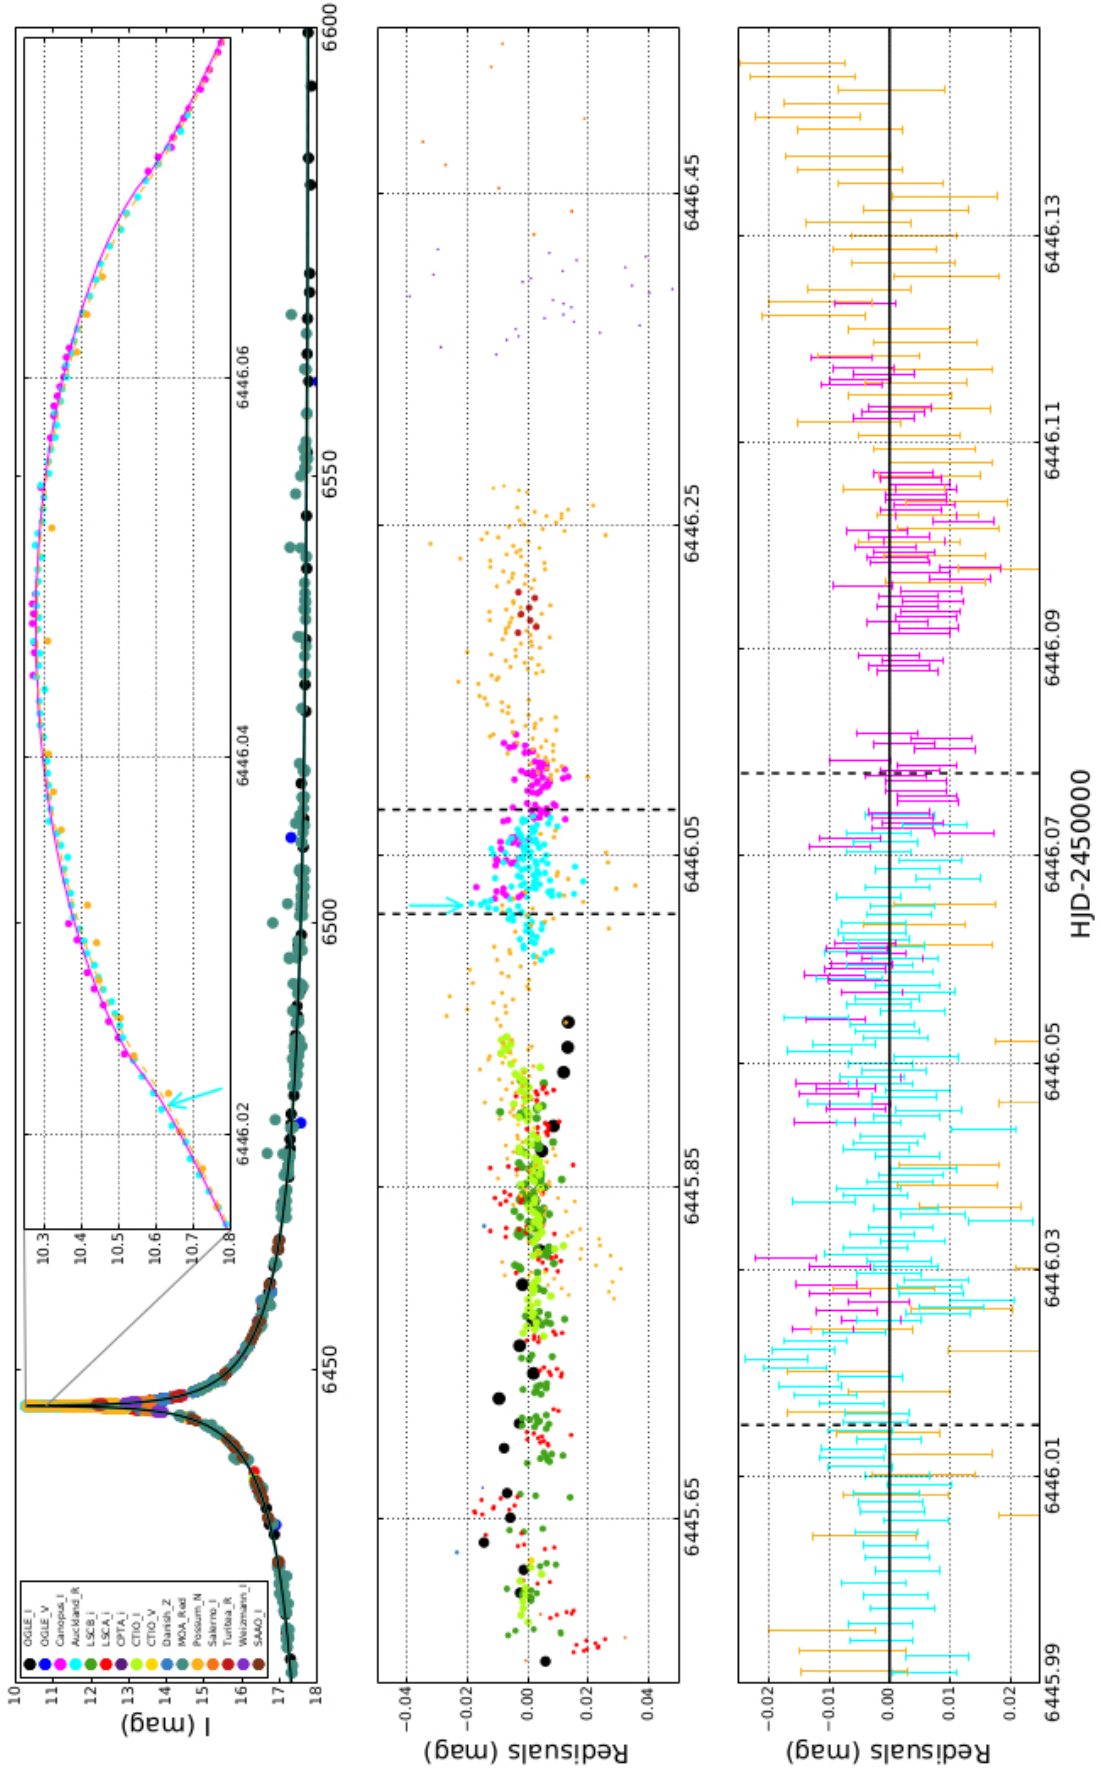 OGLE_I
OGLE_V
Canopus_I
Auckland_R
LSCB_i
LSCA_i
CPTA_i
CTIO_I
CTIO_V
Danish_Z
MOA_Red
Possum_N
Salerno_I
Turitea_R
Weizmann_I
SAAO_I
I (mag)
10
11
12
13
14
15
16
17
18
6450
6500
6550
6600
10.3
10.4
10.5
10.6
10.7
10.8
6446.02
6446.04
6446.06
Redisuals (mag)
−0.04
−0.02
0.00
0.02
0.04
6445.65
6445.85
6446.05
6446.25
6446.45
Redisuals (mag)
−0.02
−0.01
0.00
0.01
0.02
6445.99
6446.01
6446.03
6446.05
6446.07
6446.09
6446.11
6446.13
HJD-2450000